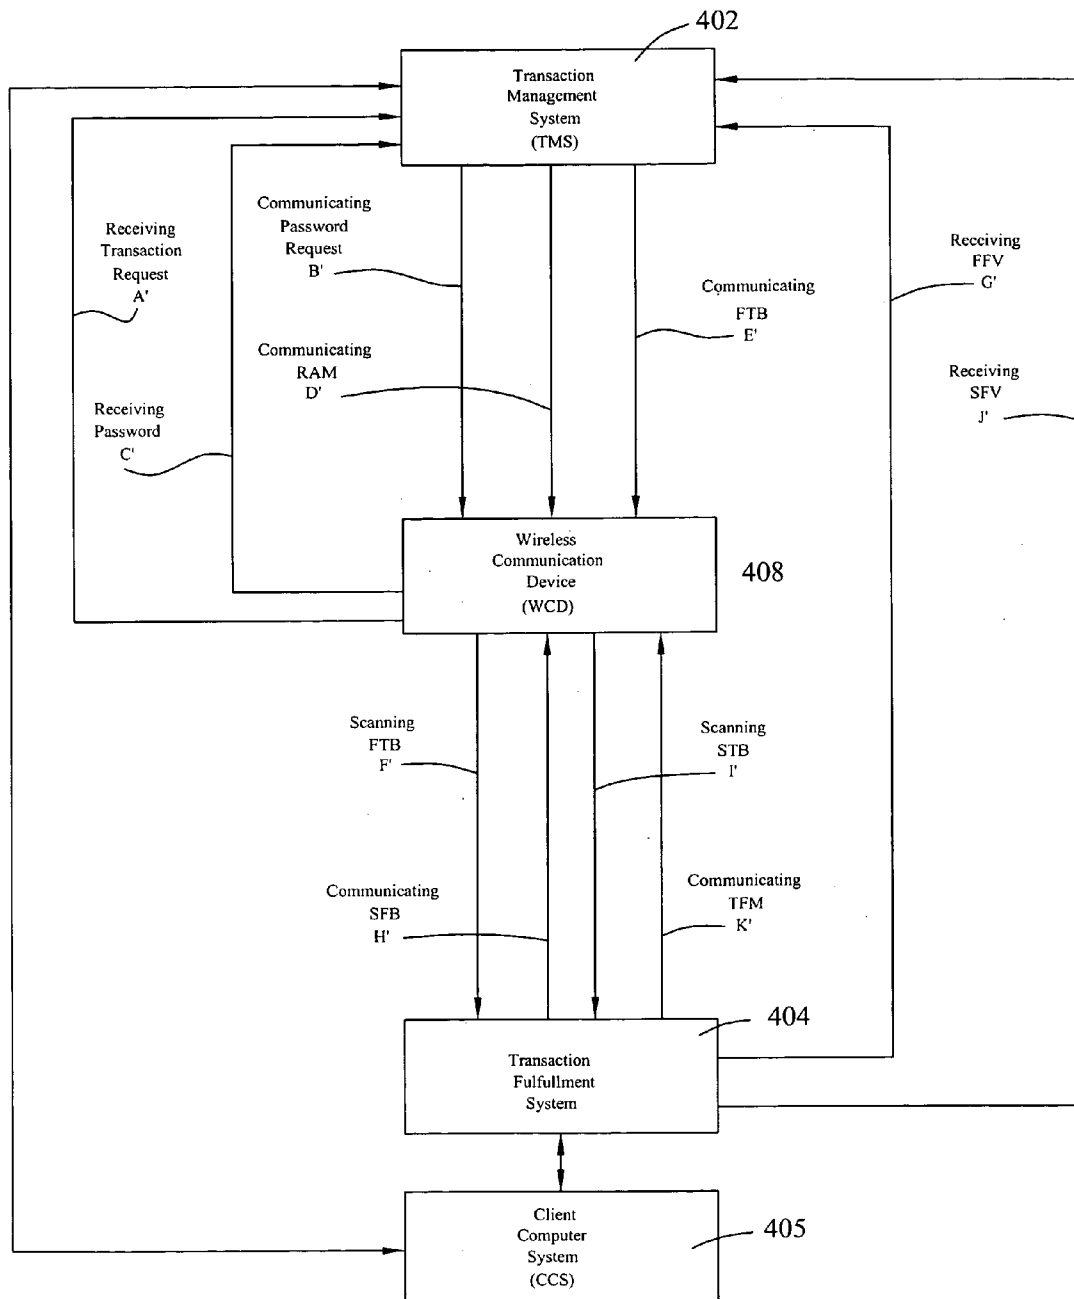 402
Transaction
Management
System
(TMS)
Receiving
Transaction
Request
A'
Communicating
Password
Request
B'
Communicating
FTB
E'
Receiving
FFV
G'
Communicating
RAM
D'
Receiving
Password
C'
Receiving
SFV
J'
Wireless
Communication
Device
(WCD)
408
Scanning
FTB
F'
Scanning
STB
I'
Communicating
SFB
H'
Communicating
TFM
K'
404
Transaction
Fulfullment
System
Client
Computer
System
(CCS)
405